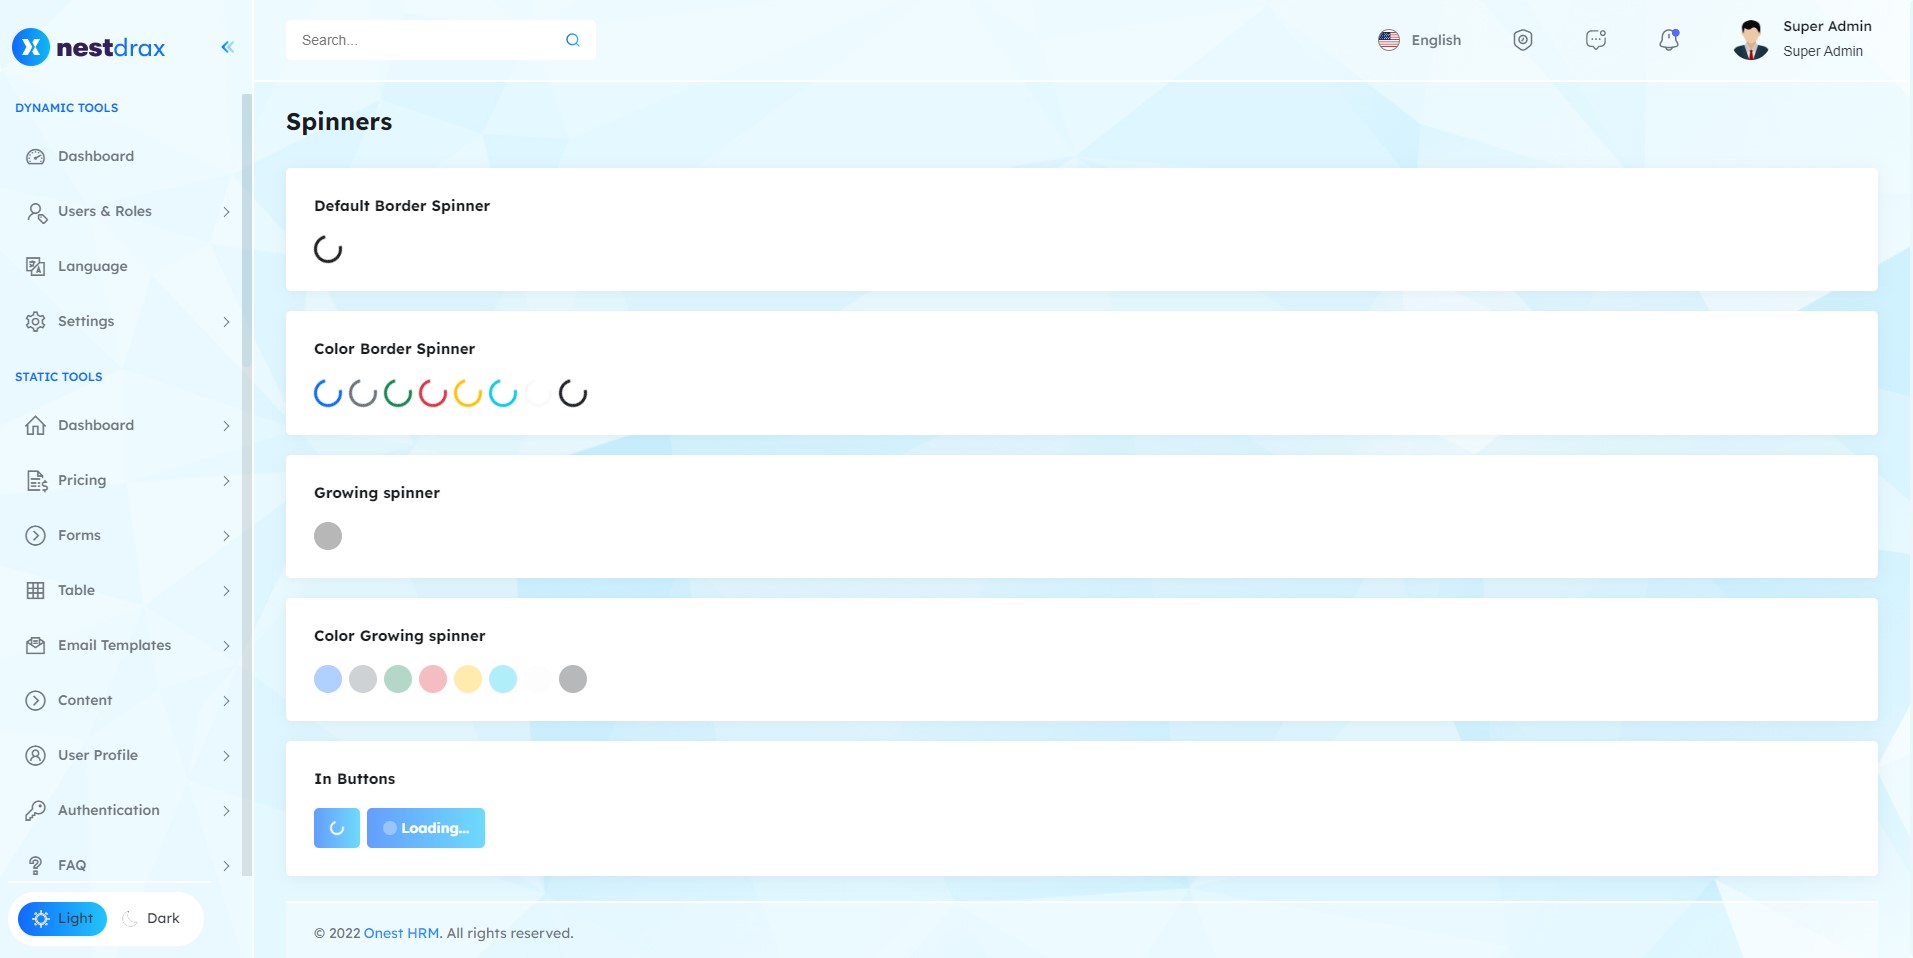 nestdrax
Search...
English
Super Admin
Super Admin
DYNAMIC TOOLS
Dashboard
Users & Roles
Language
Settings
STATIC TOOLS
Dashboard
Pricing
Forms
Table
Email Templates
Content
User Profile
Authentication
FAQ
Light
Dark
Spinners
Default Border Spinner
Color Border Spinner
Growing spinner
Color Growing spinner
In Buttons
Loading...
© 2022 Onest HRM. All rights reserved.